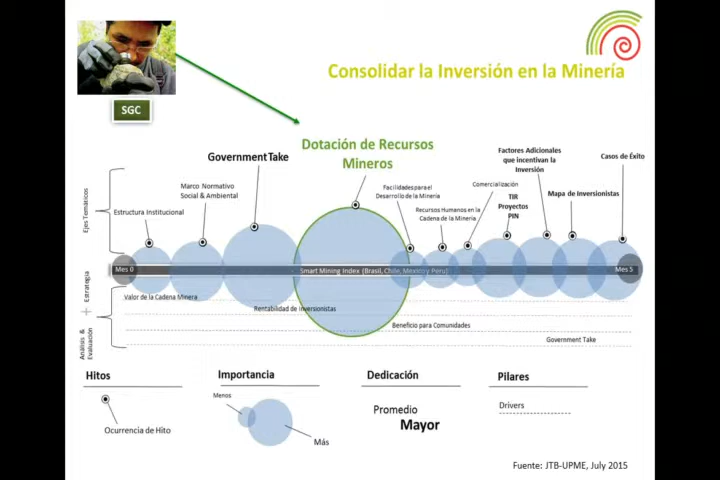 Consolidar la Inversión en la Minería
SGC
Dotación de Recursos
Mineros
Government Take
Marco Normativo
Social & Ambiental
Estructura Institucional
Facilidades para el
Desarrollo de la Minería
Recursos Humanos en la
Cadena de la Minería
Comercialización
Factores Adicionales
que incentivan la
Inversión
TIR
Proyectos
PIN
Mapa de Inversionistas
Casos de Éxito
Ejes Temáticos
Mes 0
Smart Mining Index (Brasil, Chile, Mexico y Peru)
Mes 5
Estrategia
+
Análisis &
Evaluación
Valor de la Cadena Minera
Rentabilidad de Inversionistas
Beneficio para Comunidades
Government Take
Hitos
Ocurrencia de Hito
Importancia
Menos
Más
Dedicación
Promedio
Mayor
Pilares
Drivers
Fuente: JTB-UPME, July 2015